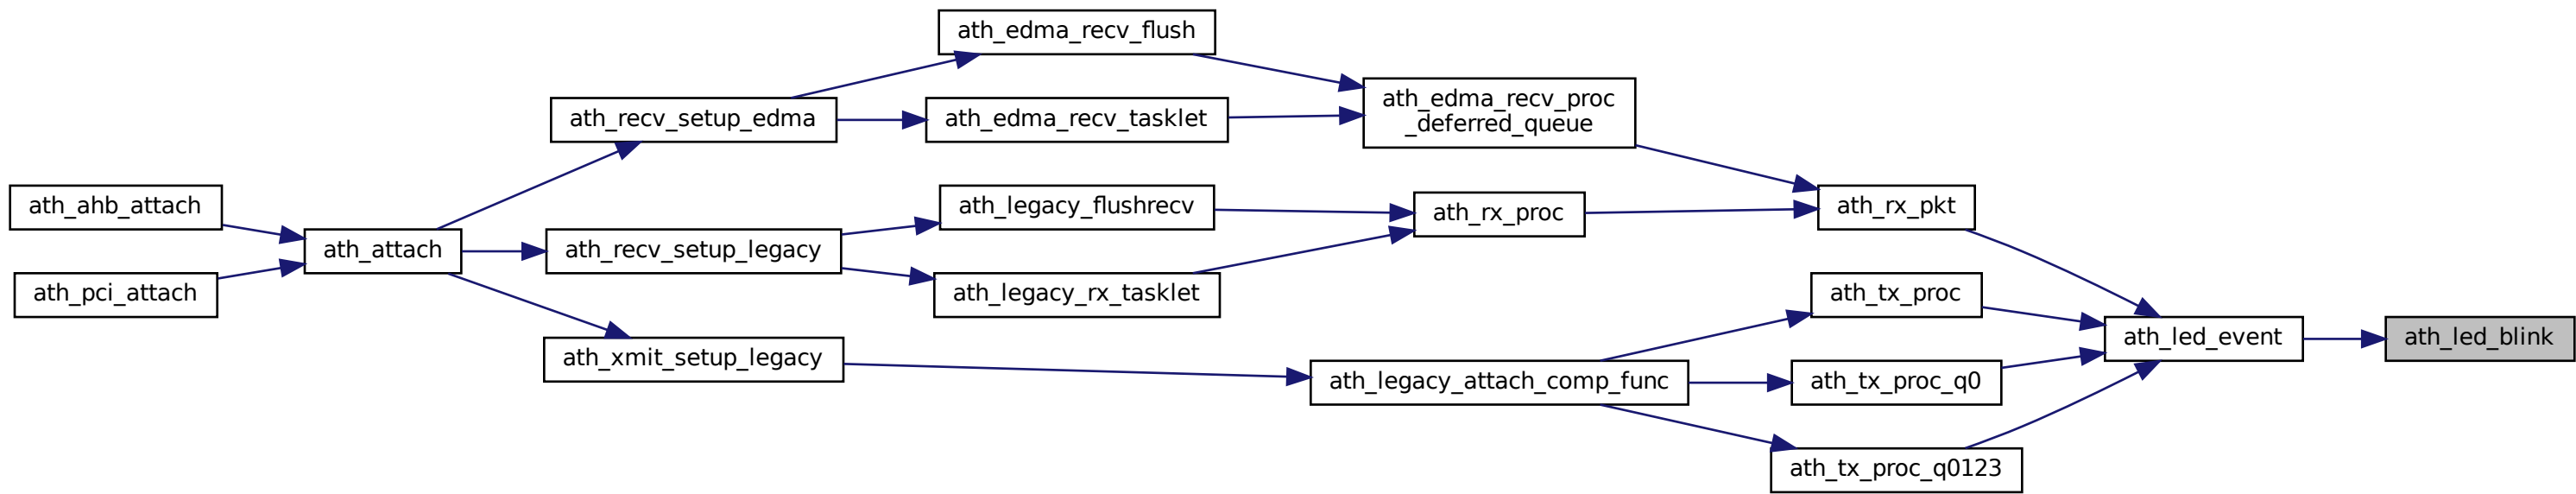 ath_edma_recv_flush
ath_edma_recv_proc
_deferred_queue
ath_recv_setup_edma
ath_edma_recv_tasklet
ath_ahb_attach
ath_legacy_flushrecv
ath_rx_proc
ath_rx_pkt
ath_attach
ath_recv_setup_legacy
ath_pci_attach
ath_legacy_rx_tasklet
ath_tx_proc
ath_led_event
ath_led_blink
ath_xmit_setup_legacy
ath_legacy_attach_comp_func
ath_tx_proc_q0
ath_tx_proc_q0123